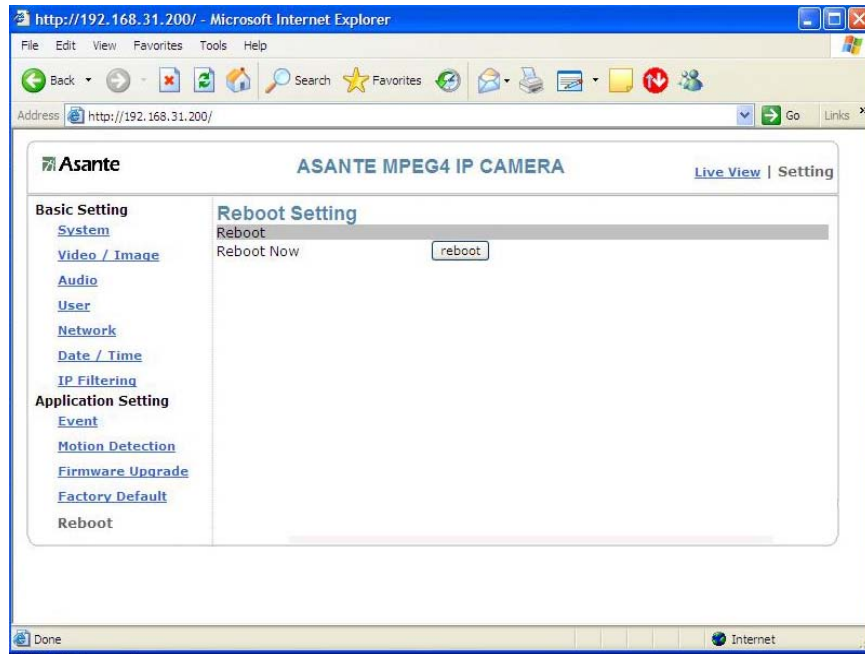 http://192.168.31.200/ - Microsoft Internet Explorer
File Edit View Favorites Tools Help
Back Search Favorites
Address http://192.168.31.200/ Go Links »
Asante ASANTE MPEG4 IP CAMERA Live View | Setting
Basic Setting
System
Video / Image
Audio
User
Network
Date / Time
IP Filtering
Application Setting
Event
Motion Detection
Firmware Upgrade
Factory Default
Reboot
Reboot Setting
Reboot
Reboot Now reboot
Done Internet